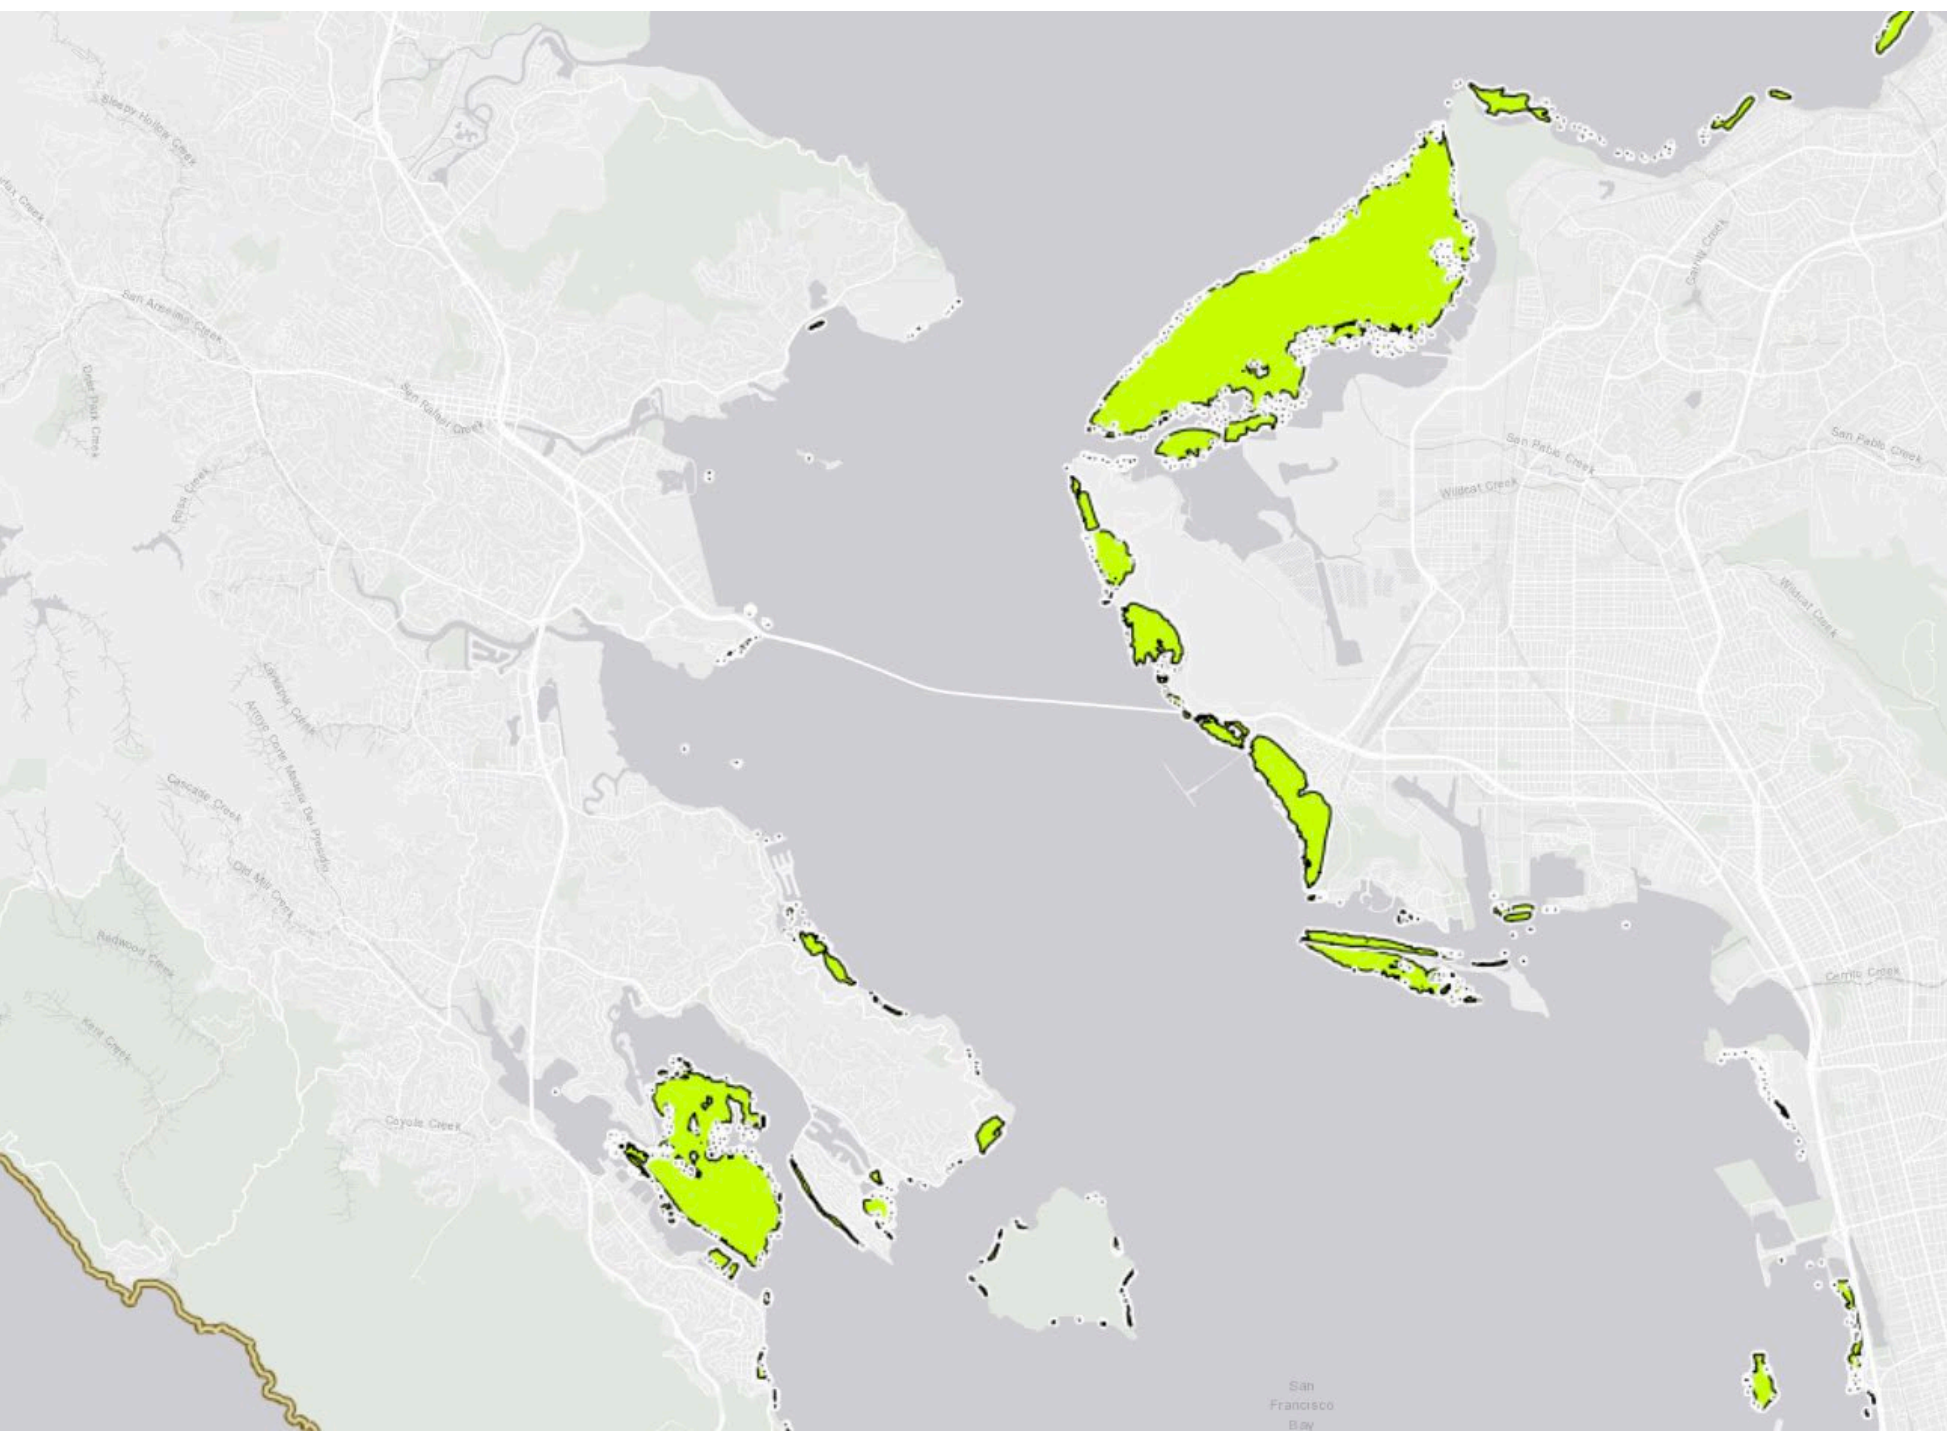 Sleepy Hollow Creek
Creek
San Anselmo Creek
Deer Park Creek
San Rafael Creek
Ross Creek
Garrity Creek
San Pablo Creek
San Pablo Creek
Wildcat Creek
Wildcat Creek
Larkspur Creek
Arroyo Corte Madera Del Presidio
Cascade Creek
Old Mill Creek
Redwood Creek
Kent Creek
Coyote Creek
Cerrito Creek
San
Francisco
Bay